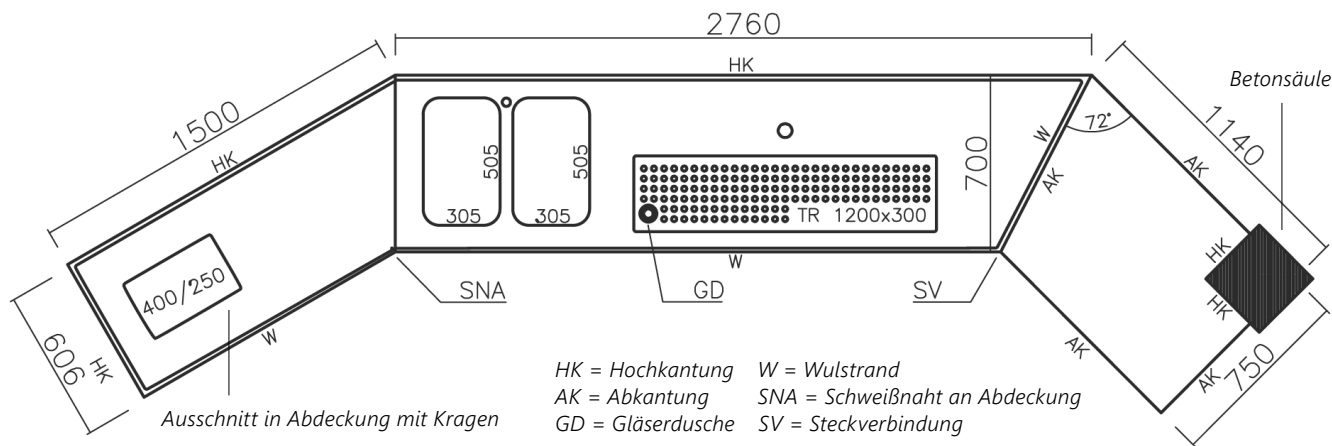 2760
HK
Betonsäule
1500
HK
1140
72°
W
AK
AK
505
505
700
305
305
TR 1200x300
HK
HK
400/250
W
W
SNA
GD
SV
606
HK
AK
AK
750
Ausschnitt in Abdeckung mit Kragen
HK = Hochkantung W = Wulstrand
AK = Abkantung SNA = Schweißnaht an Abdeckung
GD = Gläserdusche SV = Steckverbindung